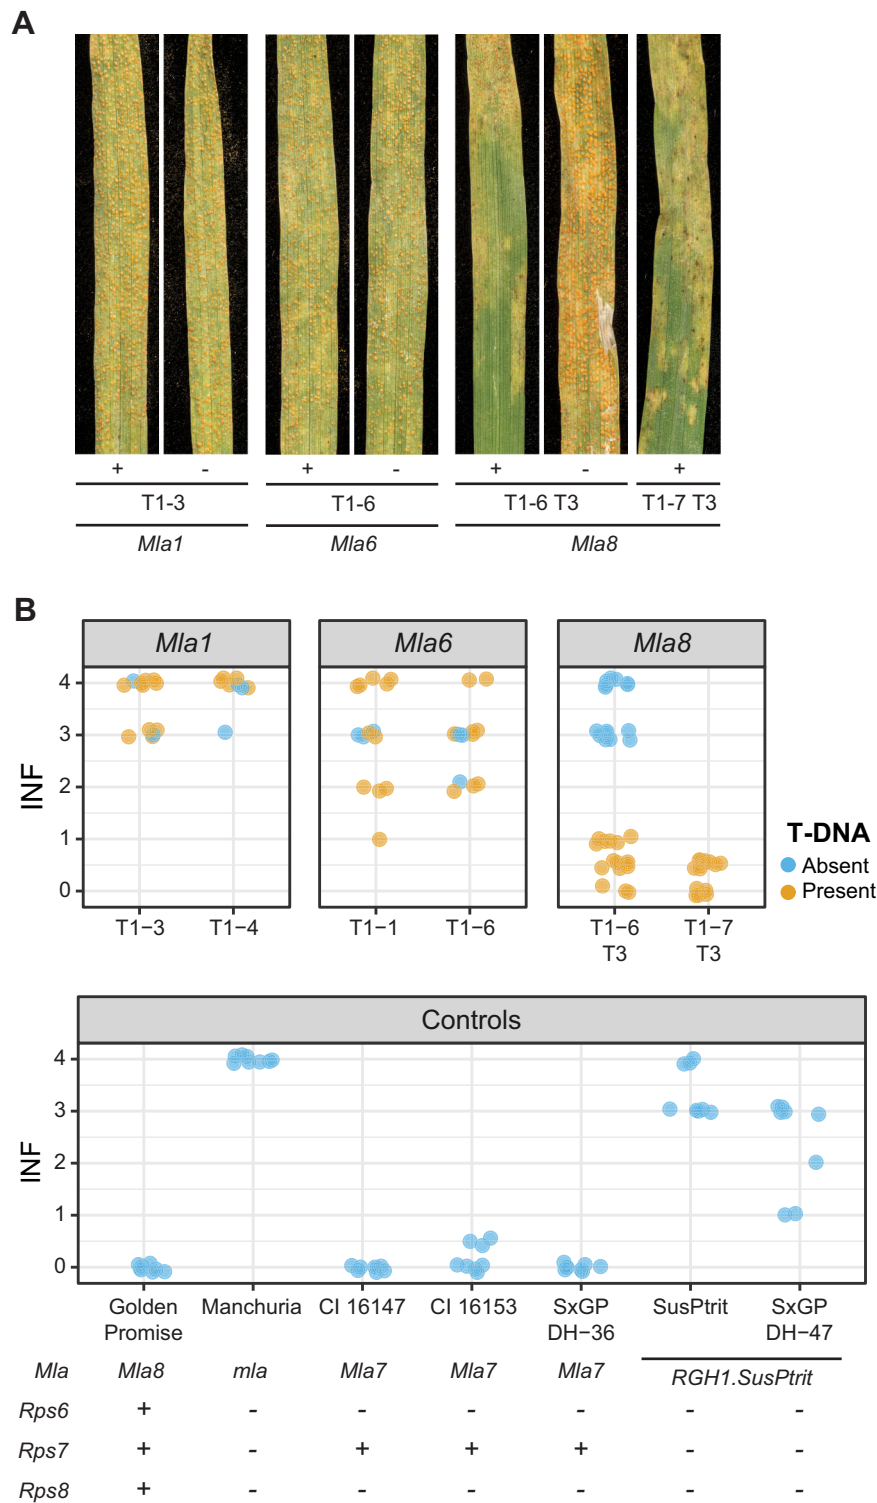 A
+ - + - + - +
T1-3 T1-6 T1-6 T3 T1-7 T3
Mla1 Mla6 Mla8
B
Mla1 Mla6 Mla8
INF
4
3
2
1
0
T1−3 T1−4 T1−1 T1−6 T1−6 T1−7
T3 T3
T-DNA
Absent
Present
Controls
INF
4
3
2
1
0
Golden Manchuria CI 16147 CI 16153 SxGP SusPtrit SxGP
Promise DH−36 DH−47
Mla Mla8 mla Mla7 Mla7 Mla7 RGH1.SusPtrit
Rps6 + - - - - - -
Rps7 + - + + + - -
Rps8 + - - - - - -